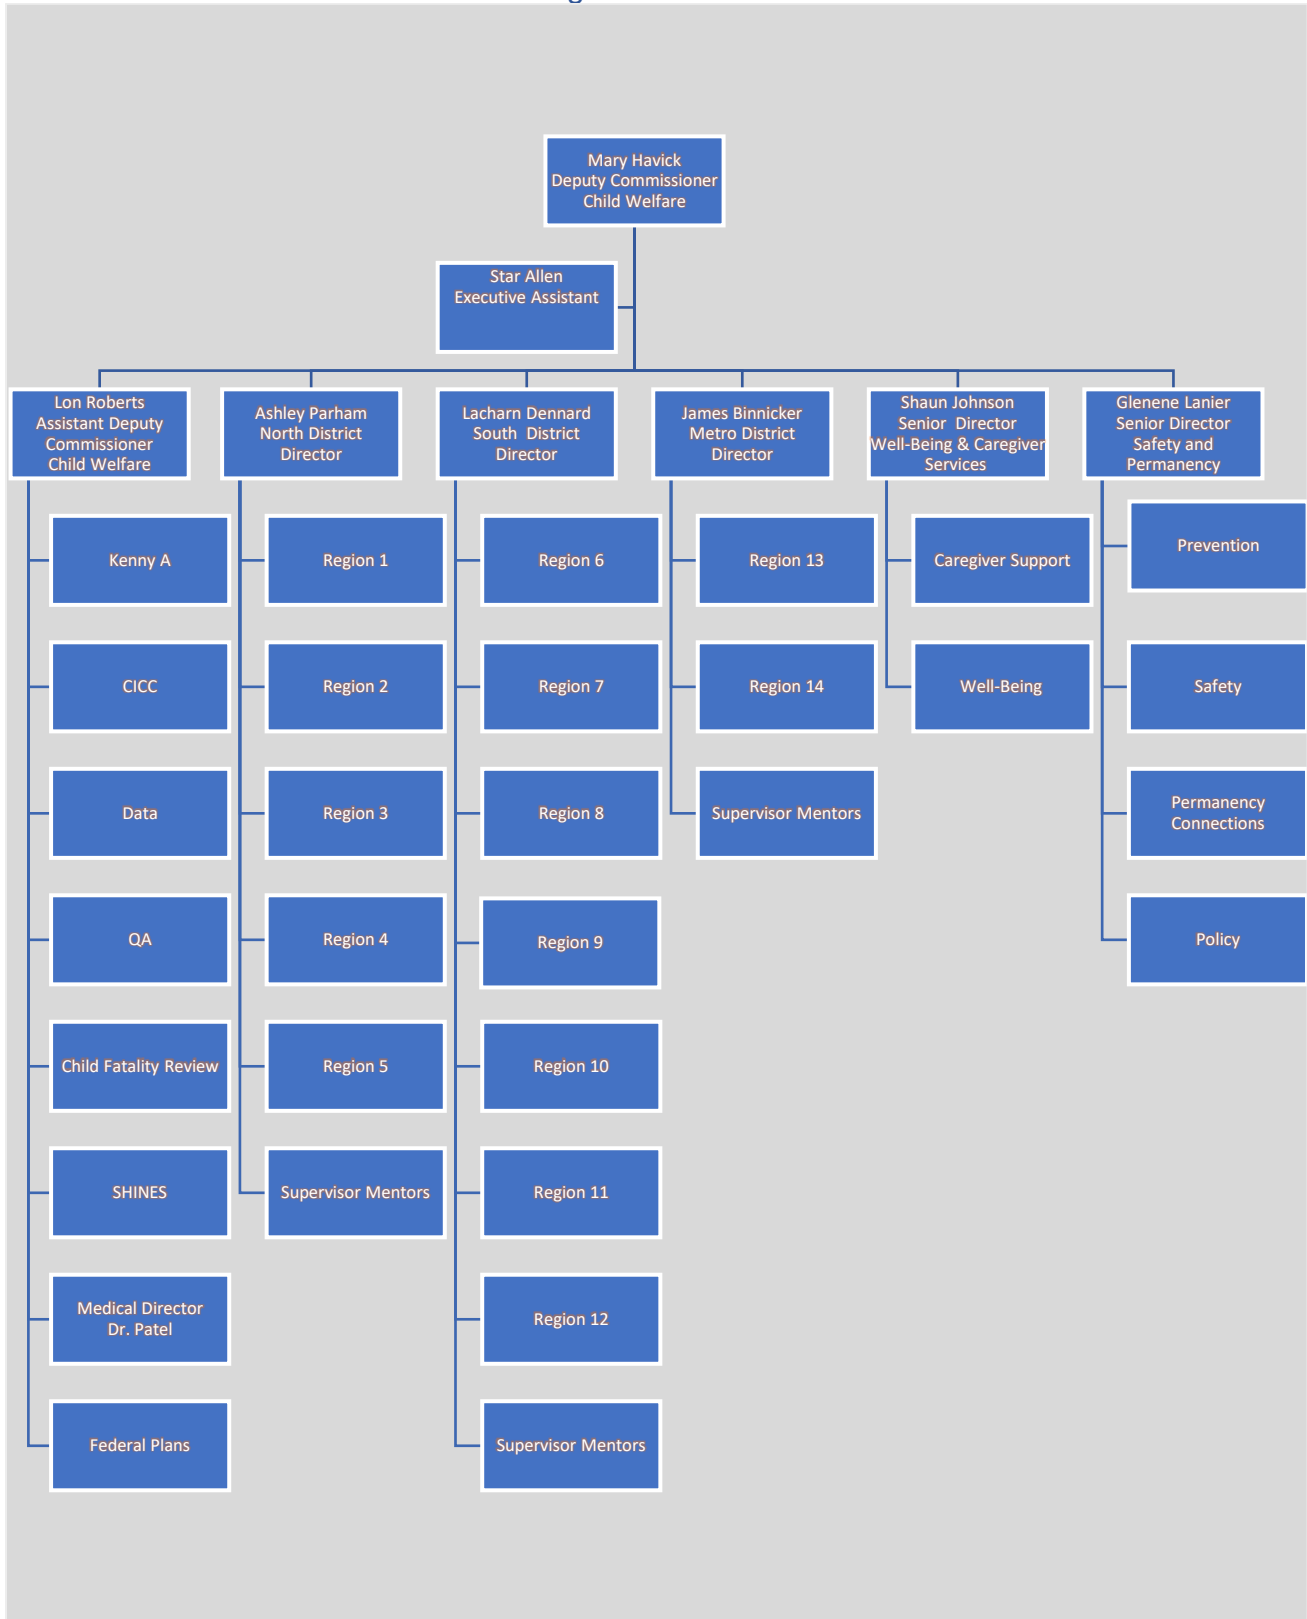 Mary Havick
Deputy Commissioner
Child Welfare
Star Allen
Executive Assistant
Lon Roberts
Assistant Deputy
Commissioner
Child Welfare
Kenny A
CICC
Data
QA
Child Fatality Review
SHINES
Medical Director
Dr. Patel
Federal Plans
Ashley Parham
North District
Director
Region 1
Region 2
Region 3
Region 4
Region 5
Supervisor Mentors
Lacharn Dennard
South District
Director
Region 6
Region 7
Region 8
Region 9
Region 10
Region 11
Region 12
Supervisor Mentors
James Binnicker
Metro District
Director
Region 13
Region 14
Supervisor Mentors
Shaun Johnson
Senior Director
Well-Being & Caregiver
Services
Caregiver Support
Well-Being
Glenene Lanier
Senior Director
Safety and
Permanency
Prevention
Safety
Permanency
Connections
Policy